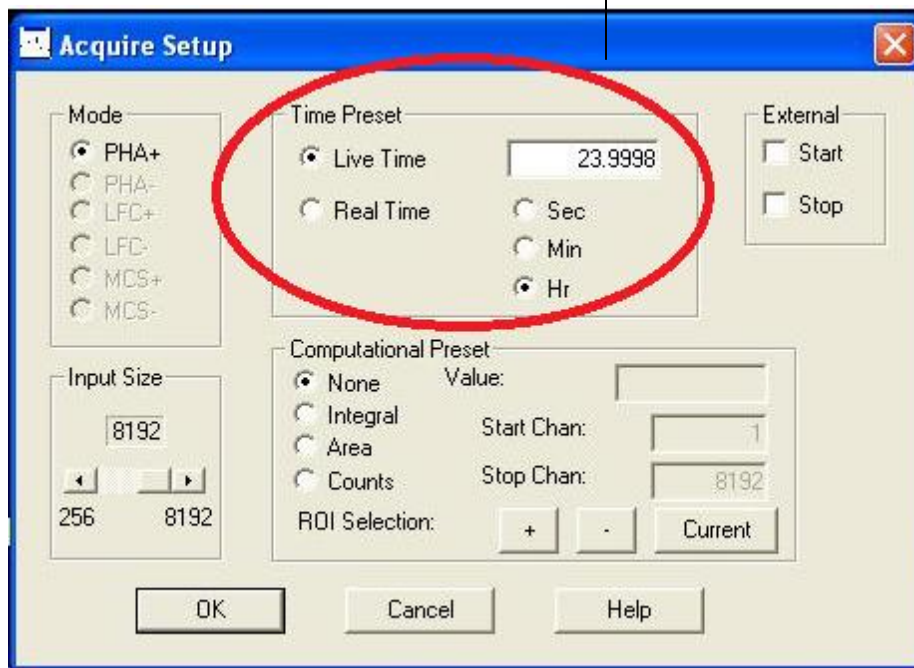 Acquire Setup
Mode
PHA+
PHA-
LFC+
LFC-
MCS+
MCS-
Time Preset
Live Time 23.9998
Real Time
Sec
Min
Hr
External
Start
Stop
Input Size
8192
256 8192
Computational Preset
None Value:
Integral
Area
Counts
Start Chan: 1
Stop Chan: 8192
ROI Selection: + - Current
OK Cancel Help